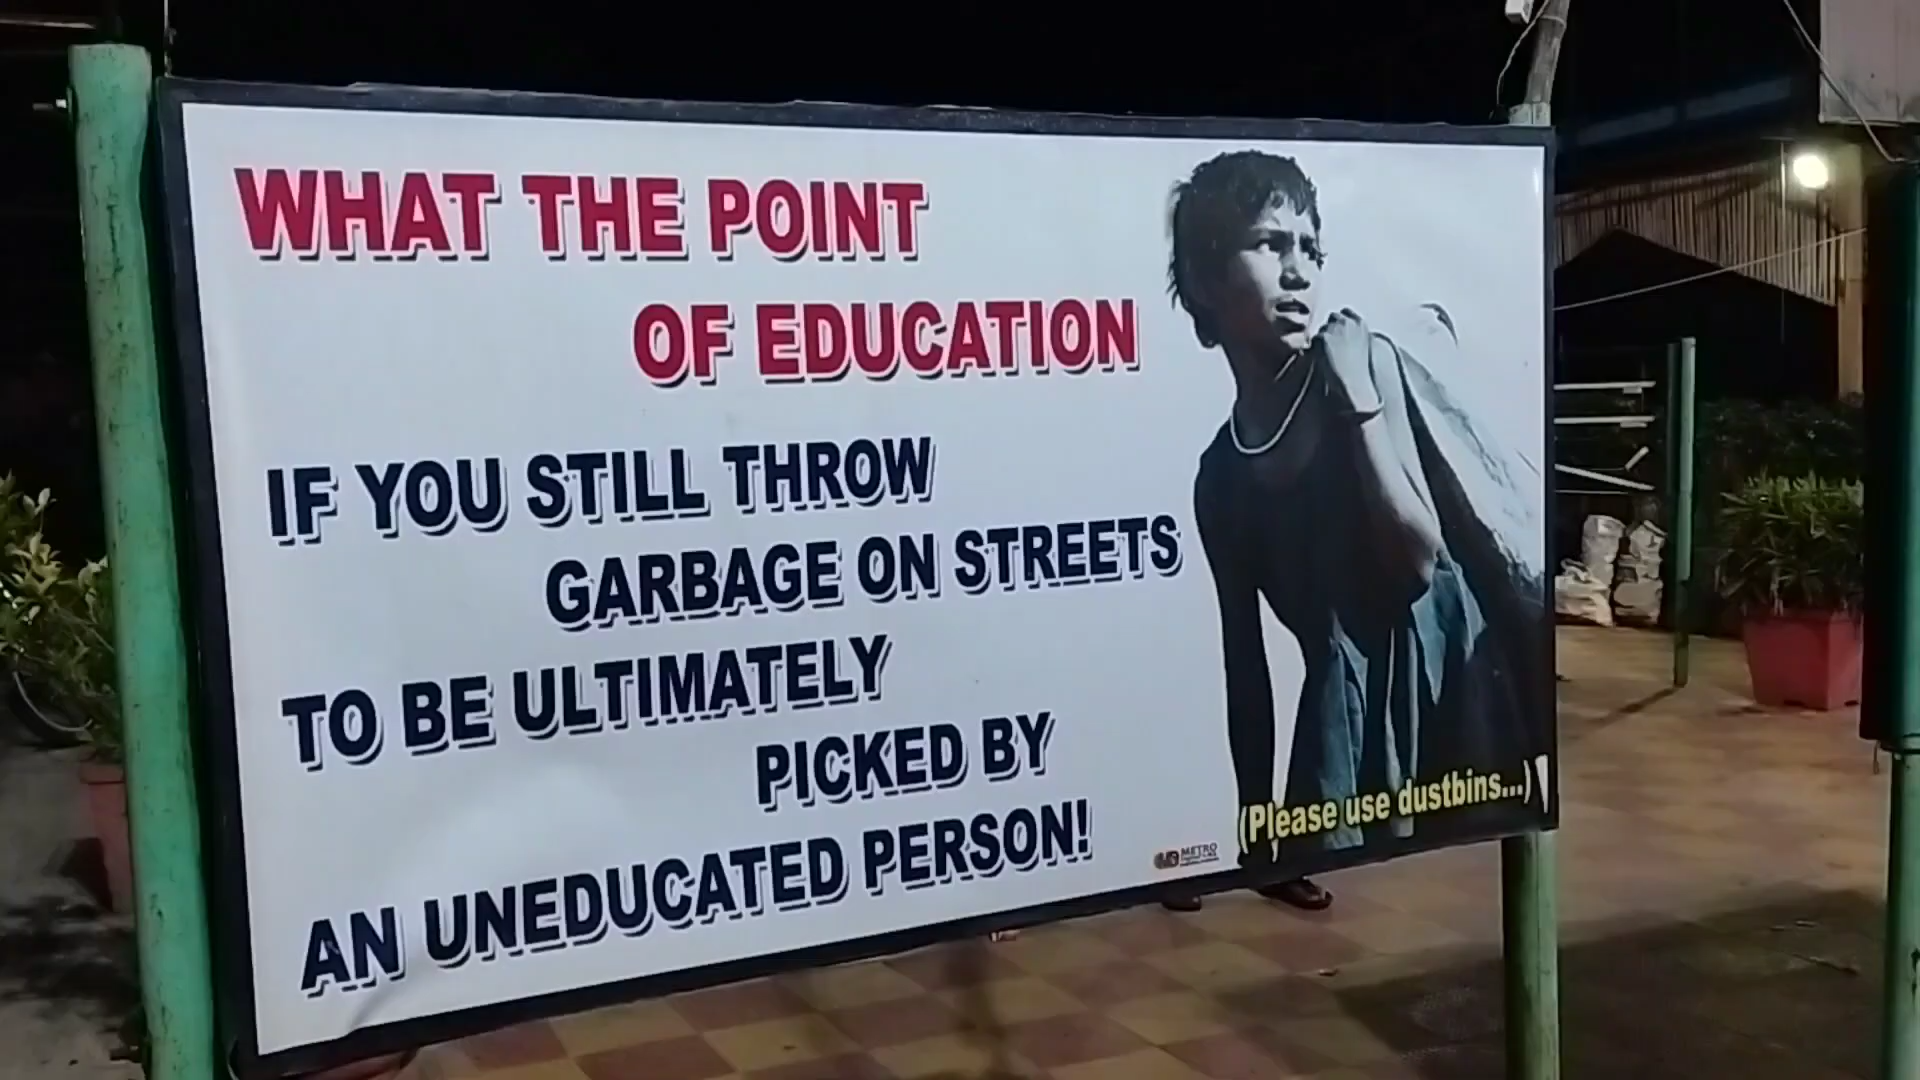 WHAT THE POINT
OF EDUCATION
IF YOU STILL THROW
GARBAGE ON STREETS
TO BE ULTIMATELY
PICKED BY
AN UNEDUCATED PERSON!
(Please use dustbins...)
METRO